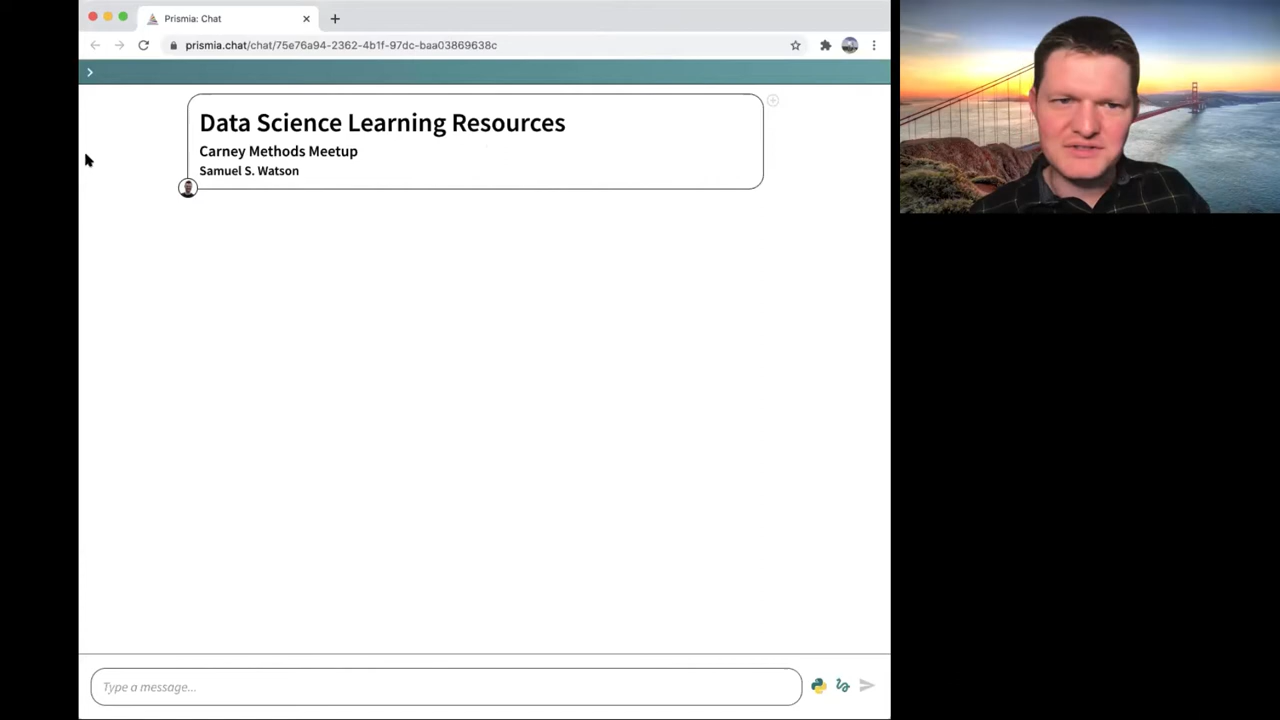 Prismia: Chat
prismia.chat/chat/75e76a94-2362-4b1f-97dc-baa03869638c
Data Science Learning Resources
Carney Methods Meetup
Samuel S. Watson
Type a message...